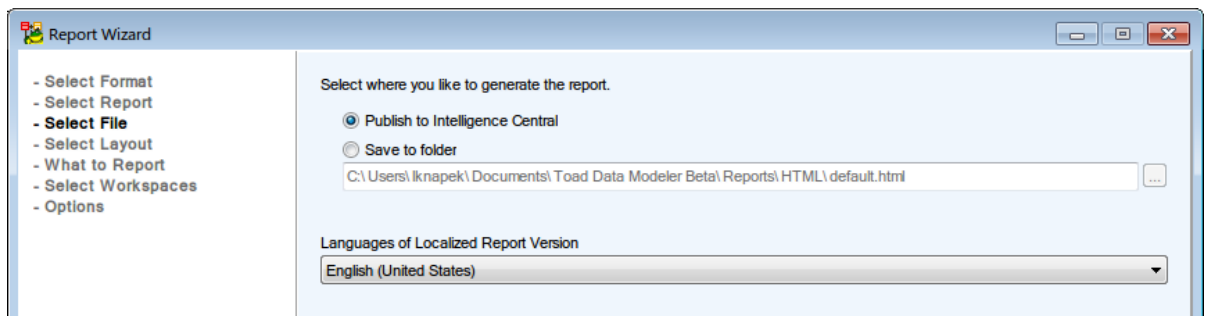 Report Wizard
- Select Format
- Select Report
- Select File
- Select Layout
- What to Report
- Select Workspaces
- Options
Select where you like to generate the report.
Publish to Intelligence Central
Save to folder
C:\Users\lknapek\Documents\Toad Data Modeler Beta\Reports\HTML\default.html
...
Languages of Localized Report Version
English (United States)